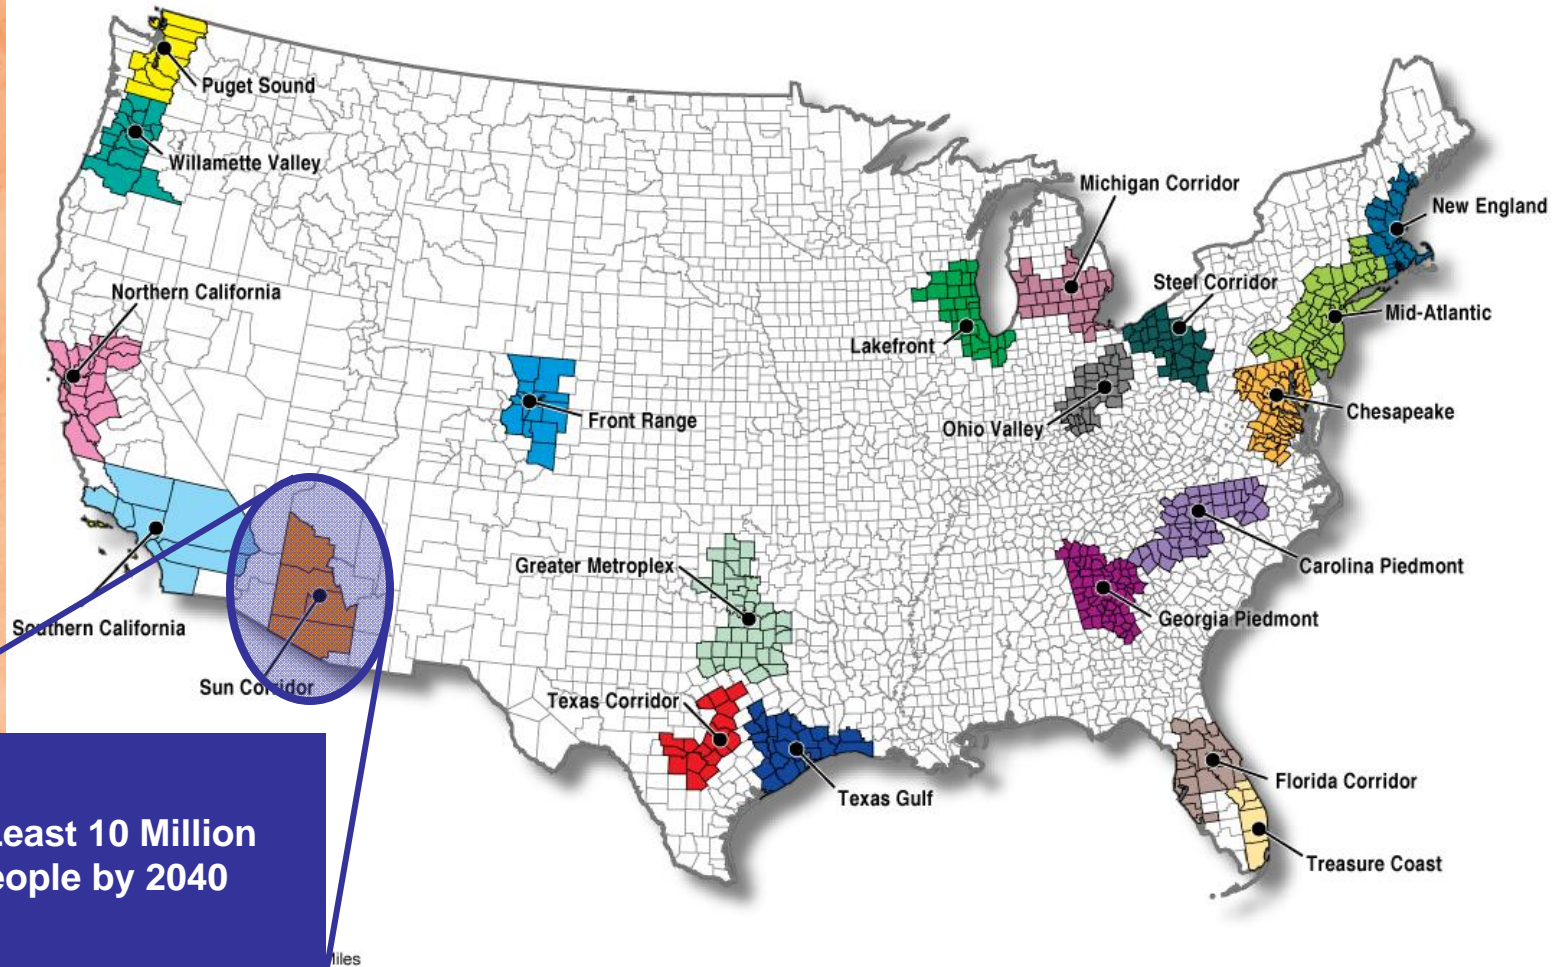 Puget Sound
Willamette Valley
Michigan Corridor
New England
Northern California
Steel Corridor
Mid-Atlantic
Lakefront
Front Range
Ohio Valley
Chesapeake
Greater Metroplex
Carolina Piedmont
Georgia Piedmont
Southern California
Sun Corridor
Texas Corridor
Texas Gulf
Florida Corridor
10 Million
by 2040
Treasure Coast